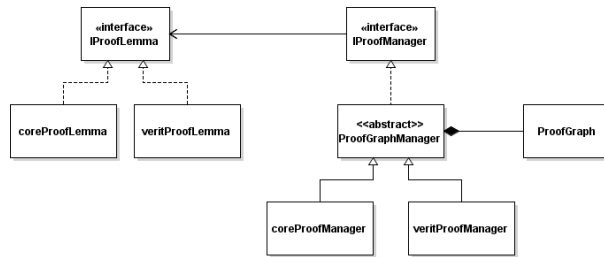 «interface»
IProofLemma
«interface»
IProofManager
coreProofLemma
veritProofLemma
<<abstract>>
ProofGraphManager
ProofGraph
coreProofManager
veritProofManager